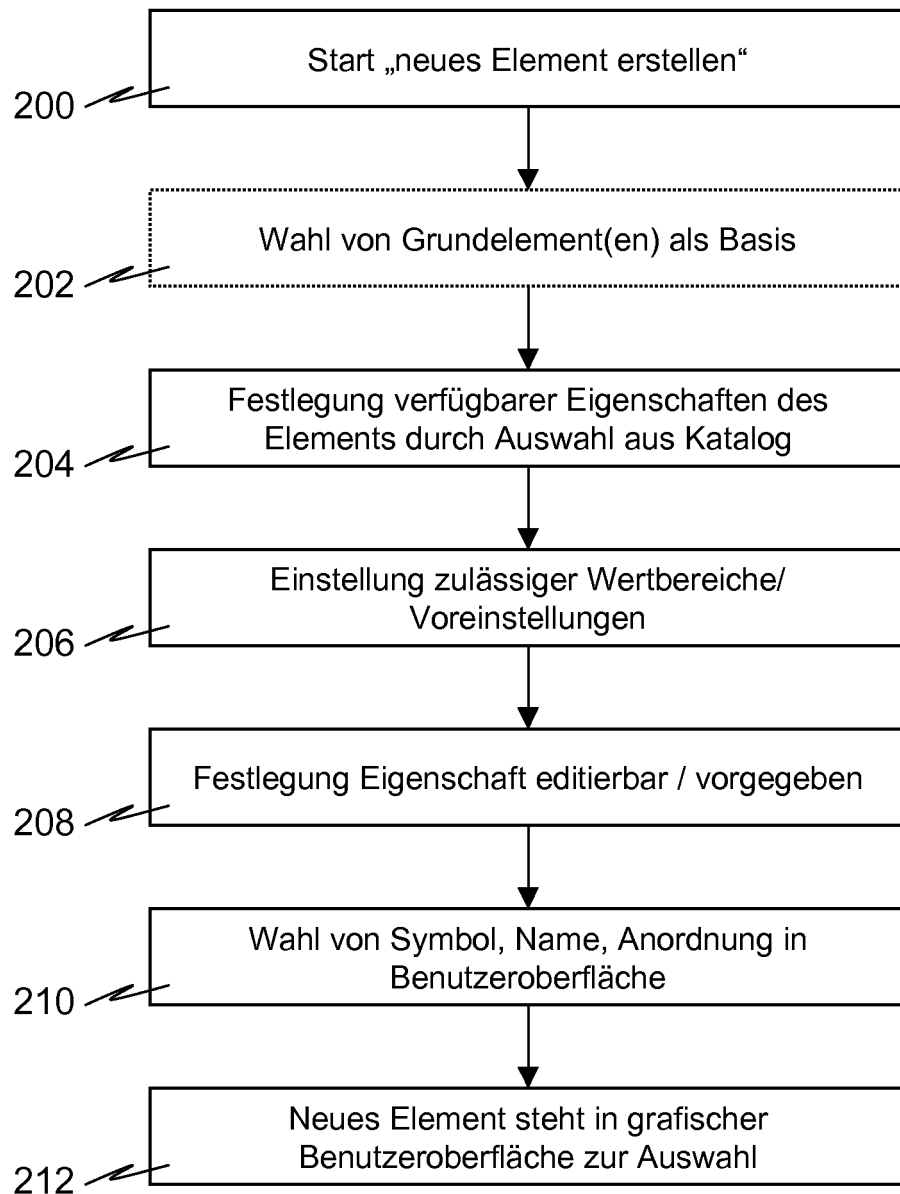 Start „neues Element erstellen“
200
Wahl von Grundelement(en) als Basis
202
Festlegung verfügbarer Eigenschaften des
Elements durch Auswahl aus Katalog
204
Einstellung zulässiger Wertbereiche/
Voreinstellungen
206
Festlegung Eigenschaft editierbar / vorgegeben
208
Wahl von Symbol, Name, Anordnung in
Benutzeroberfläche
210
Neues Element steht in grafischer
Benutzeroberfläche zur Auswahl
212